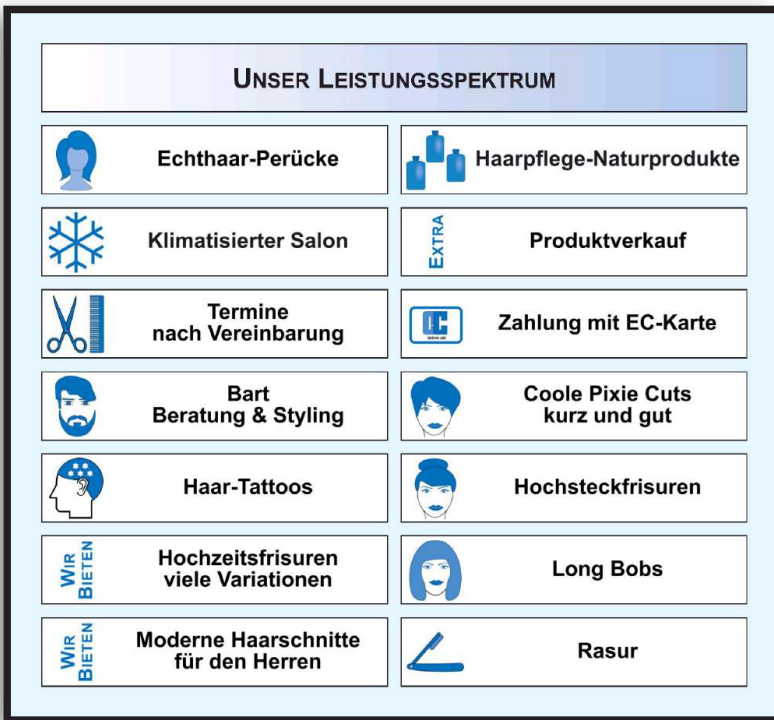 UNSER LEISTUNGSSPEKTRUM
Echthaar-Perücke
Haarpflege-Naturprodukte
Klimatisierter Salon
EXTRA
Produktverkauf
Termine
nach Vereinbarung
Zahlung mit EC-Karte
Bart
Beratung & Styling
Coole Pixie Cuts
kurz und gut
Haar-Tattoos
Hochsteckfrisuren
WIR
BIETEN
Hochzeitsfrisuren
viele Variationen
Long Bobs
WIR
BIETEN
Moderne Haarschnitte
für den Herren
Rasur